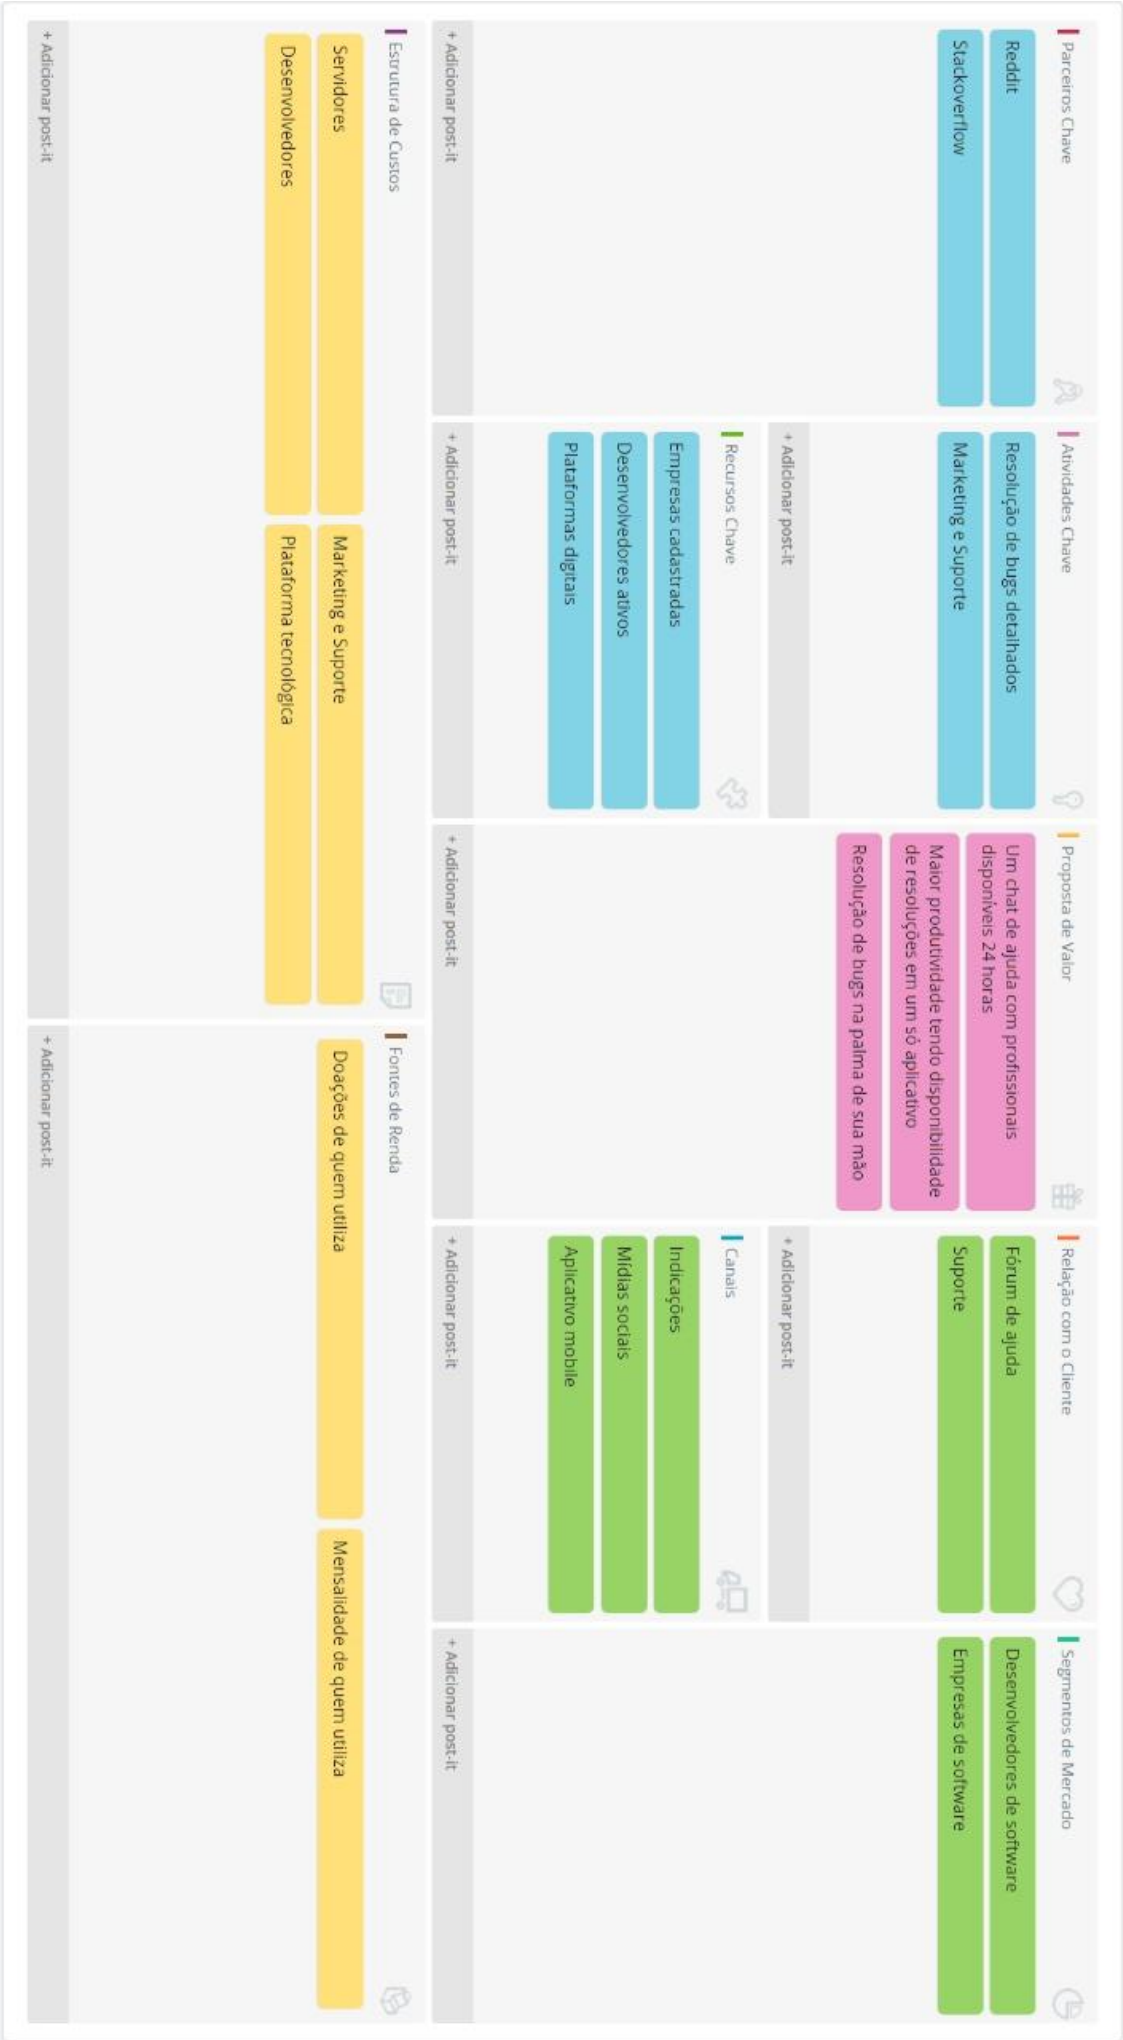 Parceiros Chave
Reddit
Stackoverflow
+ Adicionar post-it
Atividades Chave
Resolução de bugs detalhados
Marketing e Suporte
+ Adicionar post-it
Recursos Chave
Empresas cadastradas
Desenvolvedores ativos
Plataformas digitais
+ Adicionar post-it
Proposta de Valor
Um chat de ajuda com profissionais
disponíveis 24 horas
Maior produtividade tendo disponibilidade
de resoluções em um só aplicativo
Resolução de bugs na palma de sua mão
+ Adicionar post-it
Relação com o Cliente
Fórum de ajuda
Suporte
+ Adicionar post-it
Canais
Indicações
Mídias sociais
Aplicativo mobile
+ Adicionar post-it
Segmentos de Mercado
Desenvolvedores de software
Empresas de software
+ Adicionar post-it
Estrutura de Custos
Servidores
Marketing e Suporte
Desenvolvedores
Plataforma tecnológica
+ Adicionar post-it
Fontes de Renda
Doações de quem utiliza
Mensalidade de quem utiliza
+ Adicionar post-it